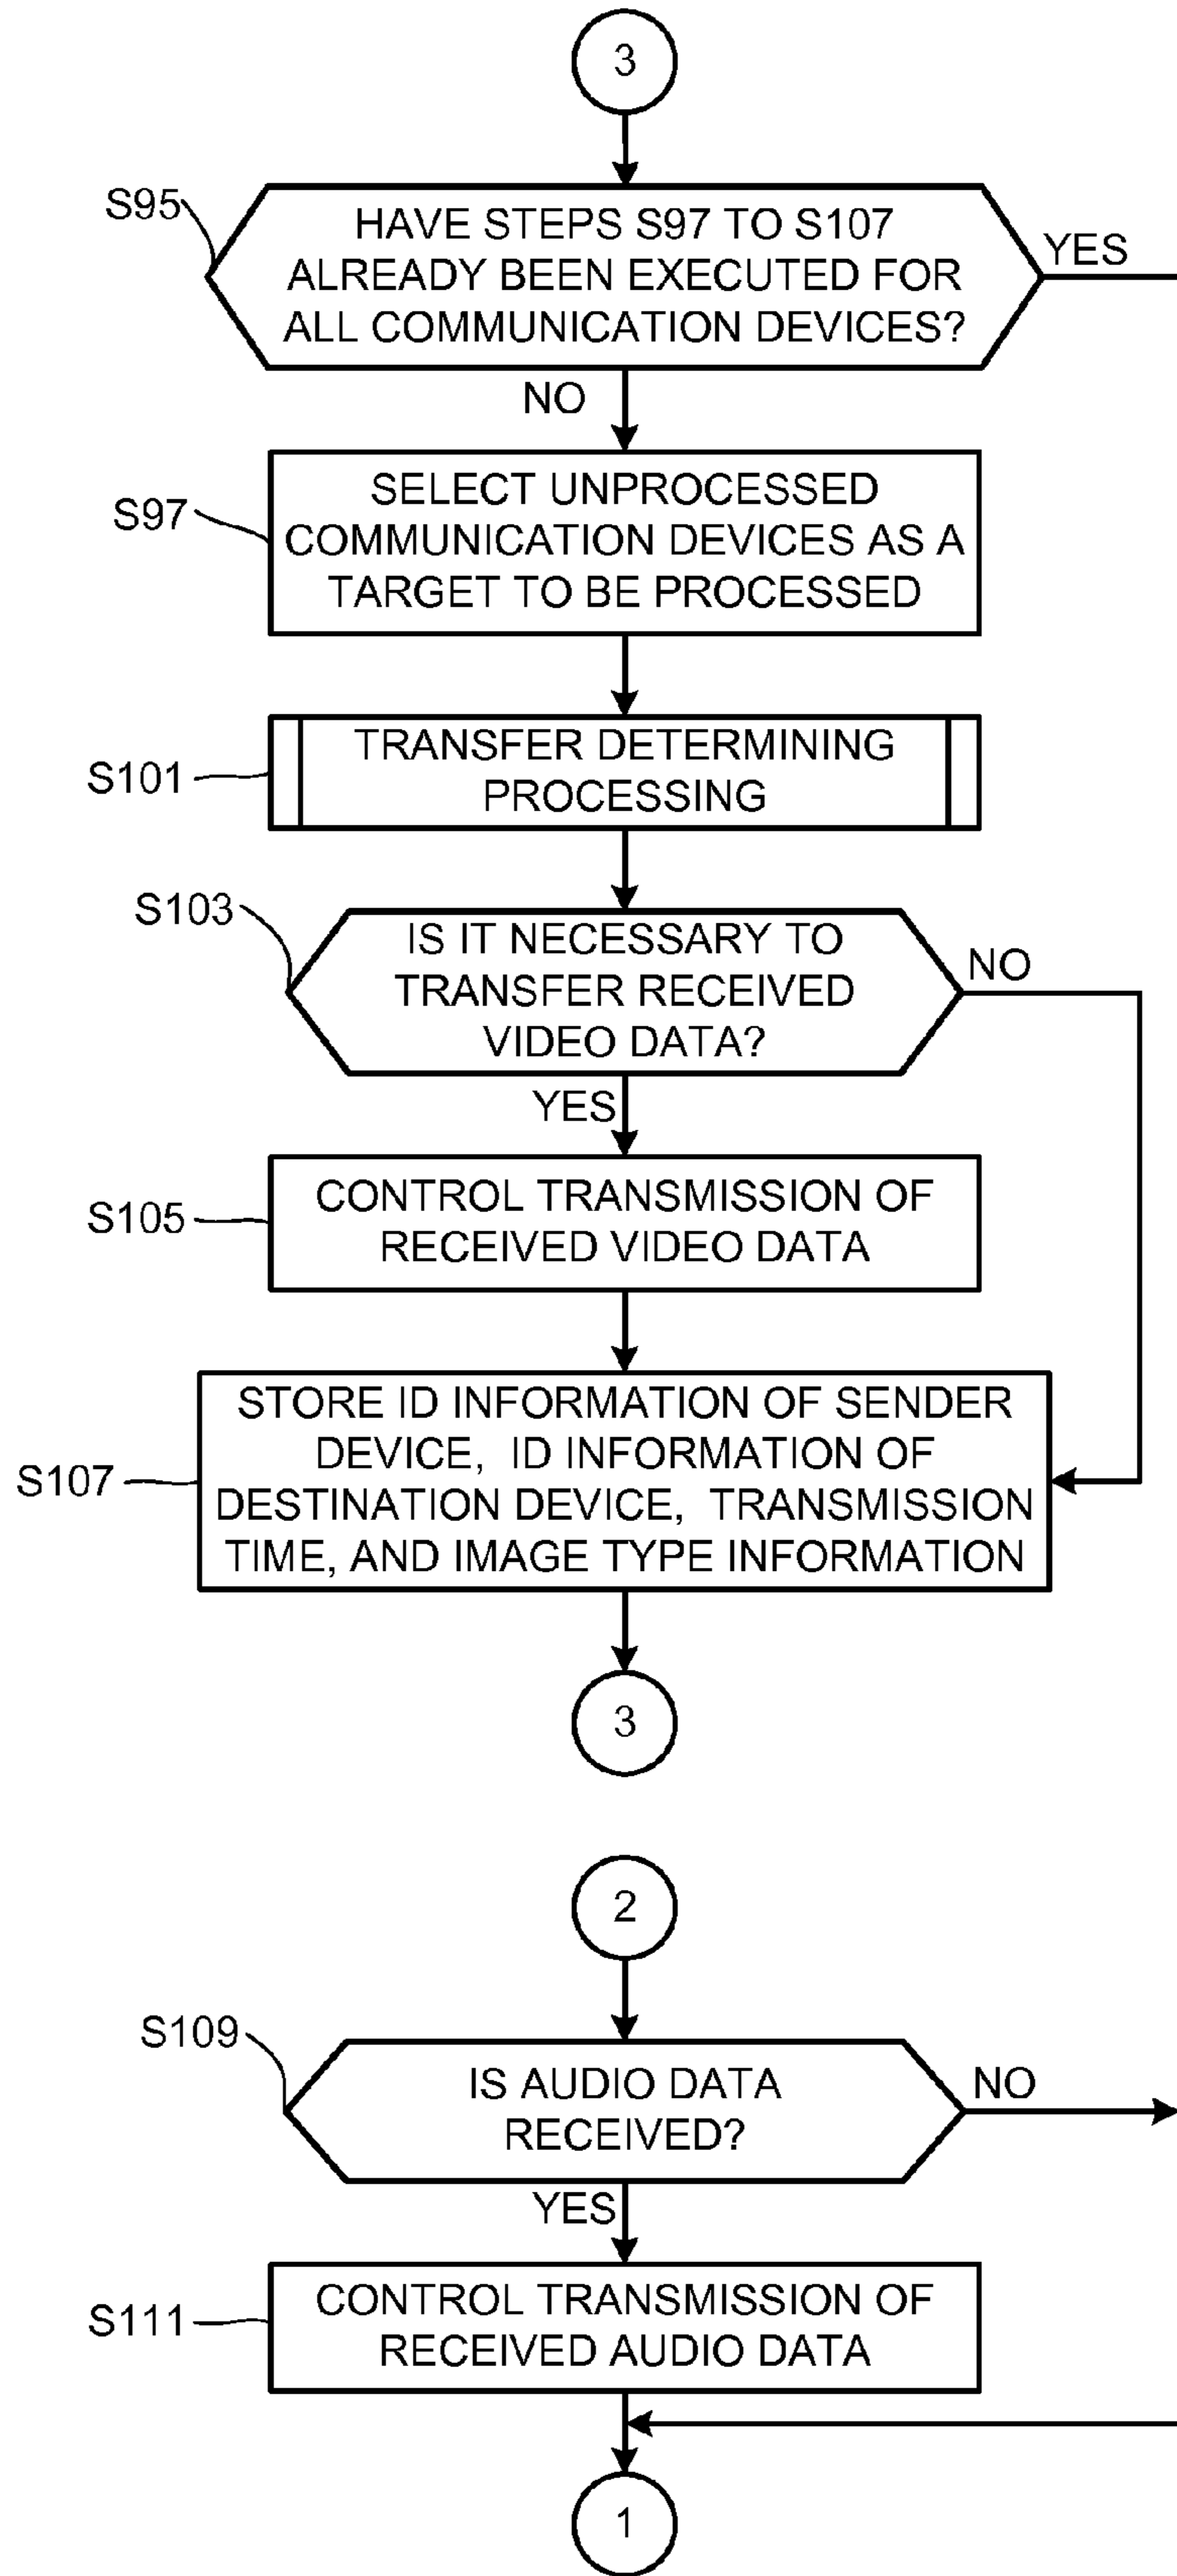 3
S95
HAVE STEPS S97 TO S107
ALREADY BEEN EXECUTED FOR
ALL COMMUNICATION DEVICES?
YES
NO
S97
SELECT UNPROCESSED
COMMUNICATION DEVICES AS A
TARGET TO BE PROCESSED
S101
TRANSFER DETERMINING
PROCESSING
S103
IS IT NECESSARY TO
TRANSFER RECEIVED
VIDEO DATA?
NO
YES
S105
CONTROL TRANSMISSION OF
RECEIVED VIDEO DATA
S107
STORE ID INFORMATION OF SENDER
DEVICE, ID INFORMATION OF
DESTINATION DEVICE, TRANSMISSION
TIME, AND IMAGE TYPE INFORMATION
3
2
S109
IS AUDIO DATA
RECEIVED?
NO
YES
S111
CONTROL TRANSMISSION OF
RECEIVED AUDIO DATA
1